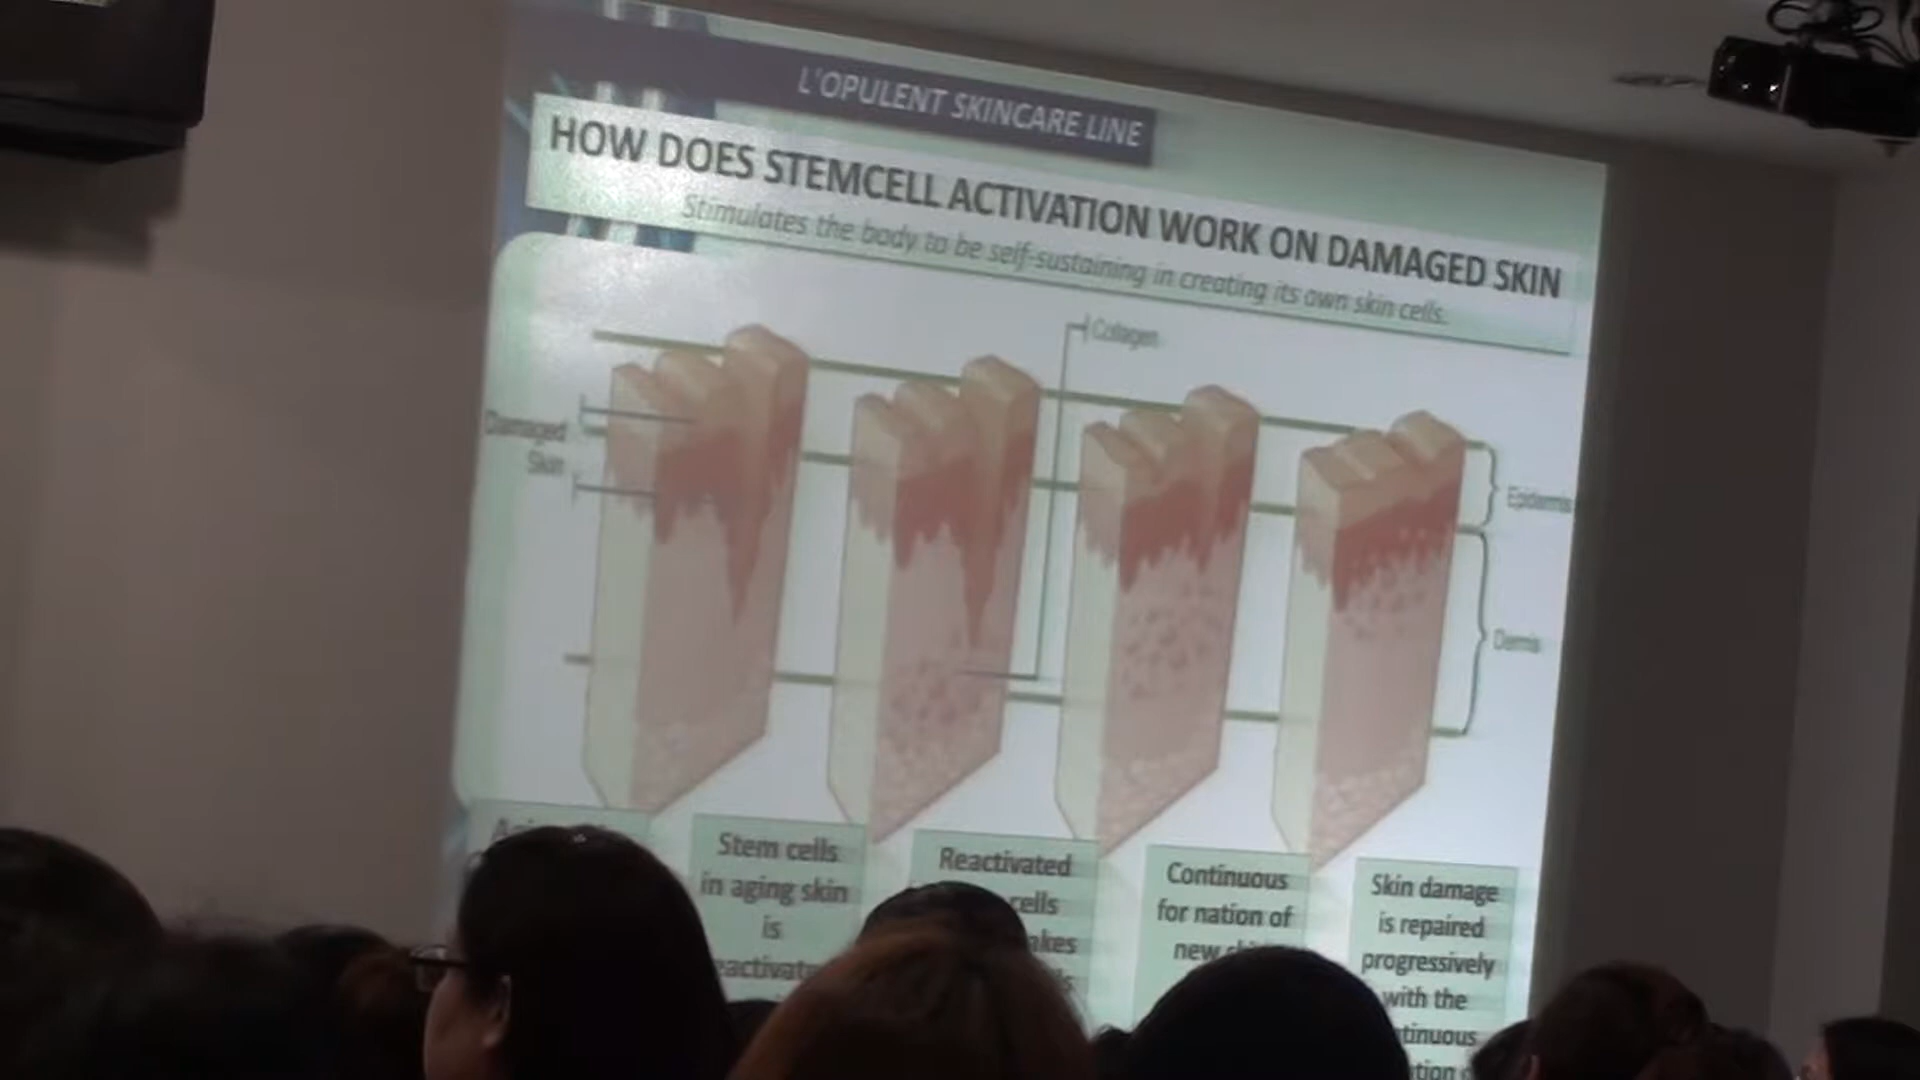 L'OPULENT SKINCARE LINE
HOW DOES STEMCELL ACTIVATION WORK ON DAMAGED SKIN
Stimulates the body to be self-sustaining in creating its own skin cells.
Colagen
Damaged
Skin
Epidermis
Dermis
Stem cells
in aging skin
is
Reactivated
cells
Continuous
for nation of
new
Skin damage
is repaired
progressively
with the